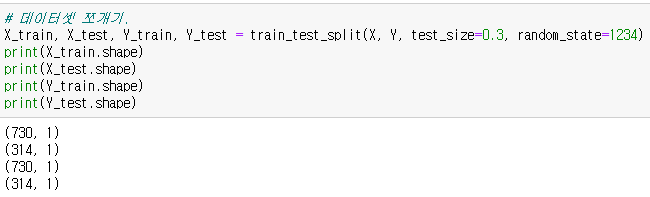 # 데이터셋 쪼개기.
X_train, X_test, Y_train, Y_test = train_test_split(X, Y, test_size=0.3, random_state=1234)
print(X_train.shape)
print(X_test.shape)
print(Y_train.shape)
print(Y_test.shape)
(730, 1)
(314, 1)
(730, 1)
(314, 1)